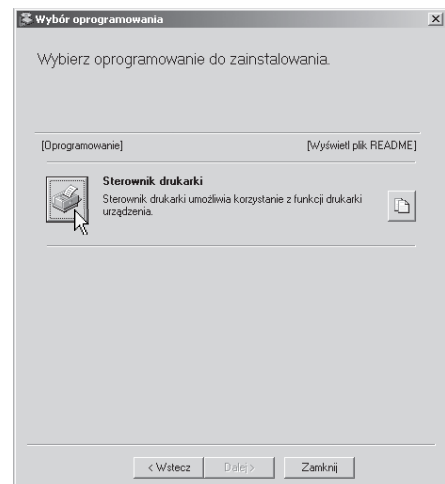 Wybór oprogramowania
Wybierz oprogramowanie do zainstalowania.
[Oprogramowanie] [Wyświetl plik README]
Sterownik drukarki
Sterownik drukarki umożliwia korzystanie z funkcji drukarki
urządzenia.
< Wstecz Dalej > Zamknij